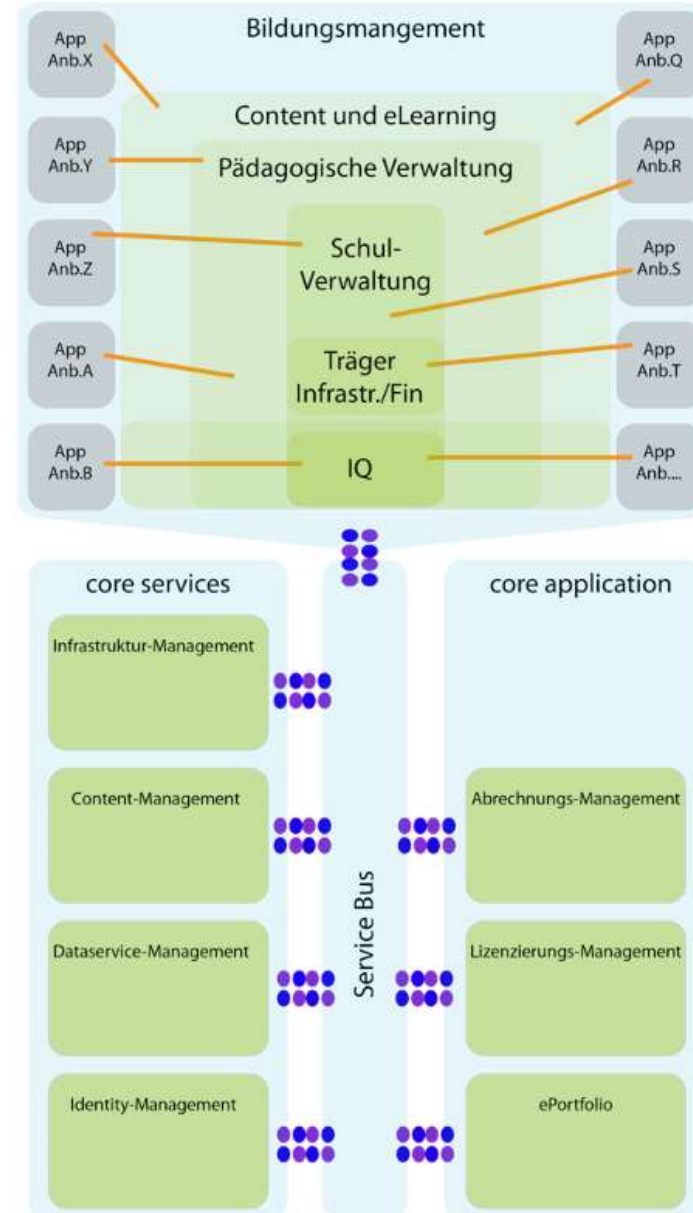 Bildungsmangement
App
Anb.X
App
Anb.Q
Content und eLearning
App
Anb.Y
Pädagogische Verwaltung
App
Anb.R
App
Anb.Z
Schul-
Verwaltung
App
Anb.S
App
Anb.A
Träger
Infrastr./Fin
App
Anb.T
App
Anb.B
IQ
App
Anb....
core services
core application
Infrastruktur-Management
Content-Management
Abrechnungs-Management
Service Bus
Dataservice-Management
Lizenzierungs-Management
Identity-Management
ePortfolio